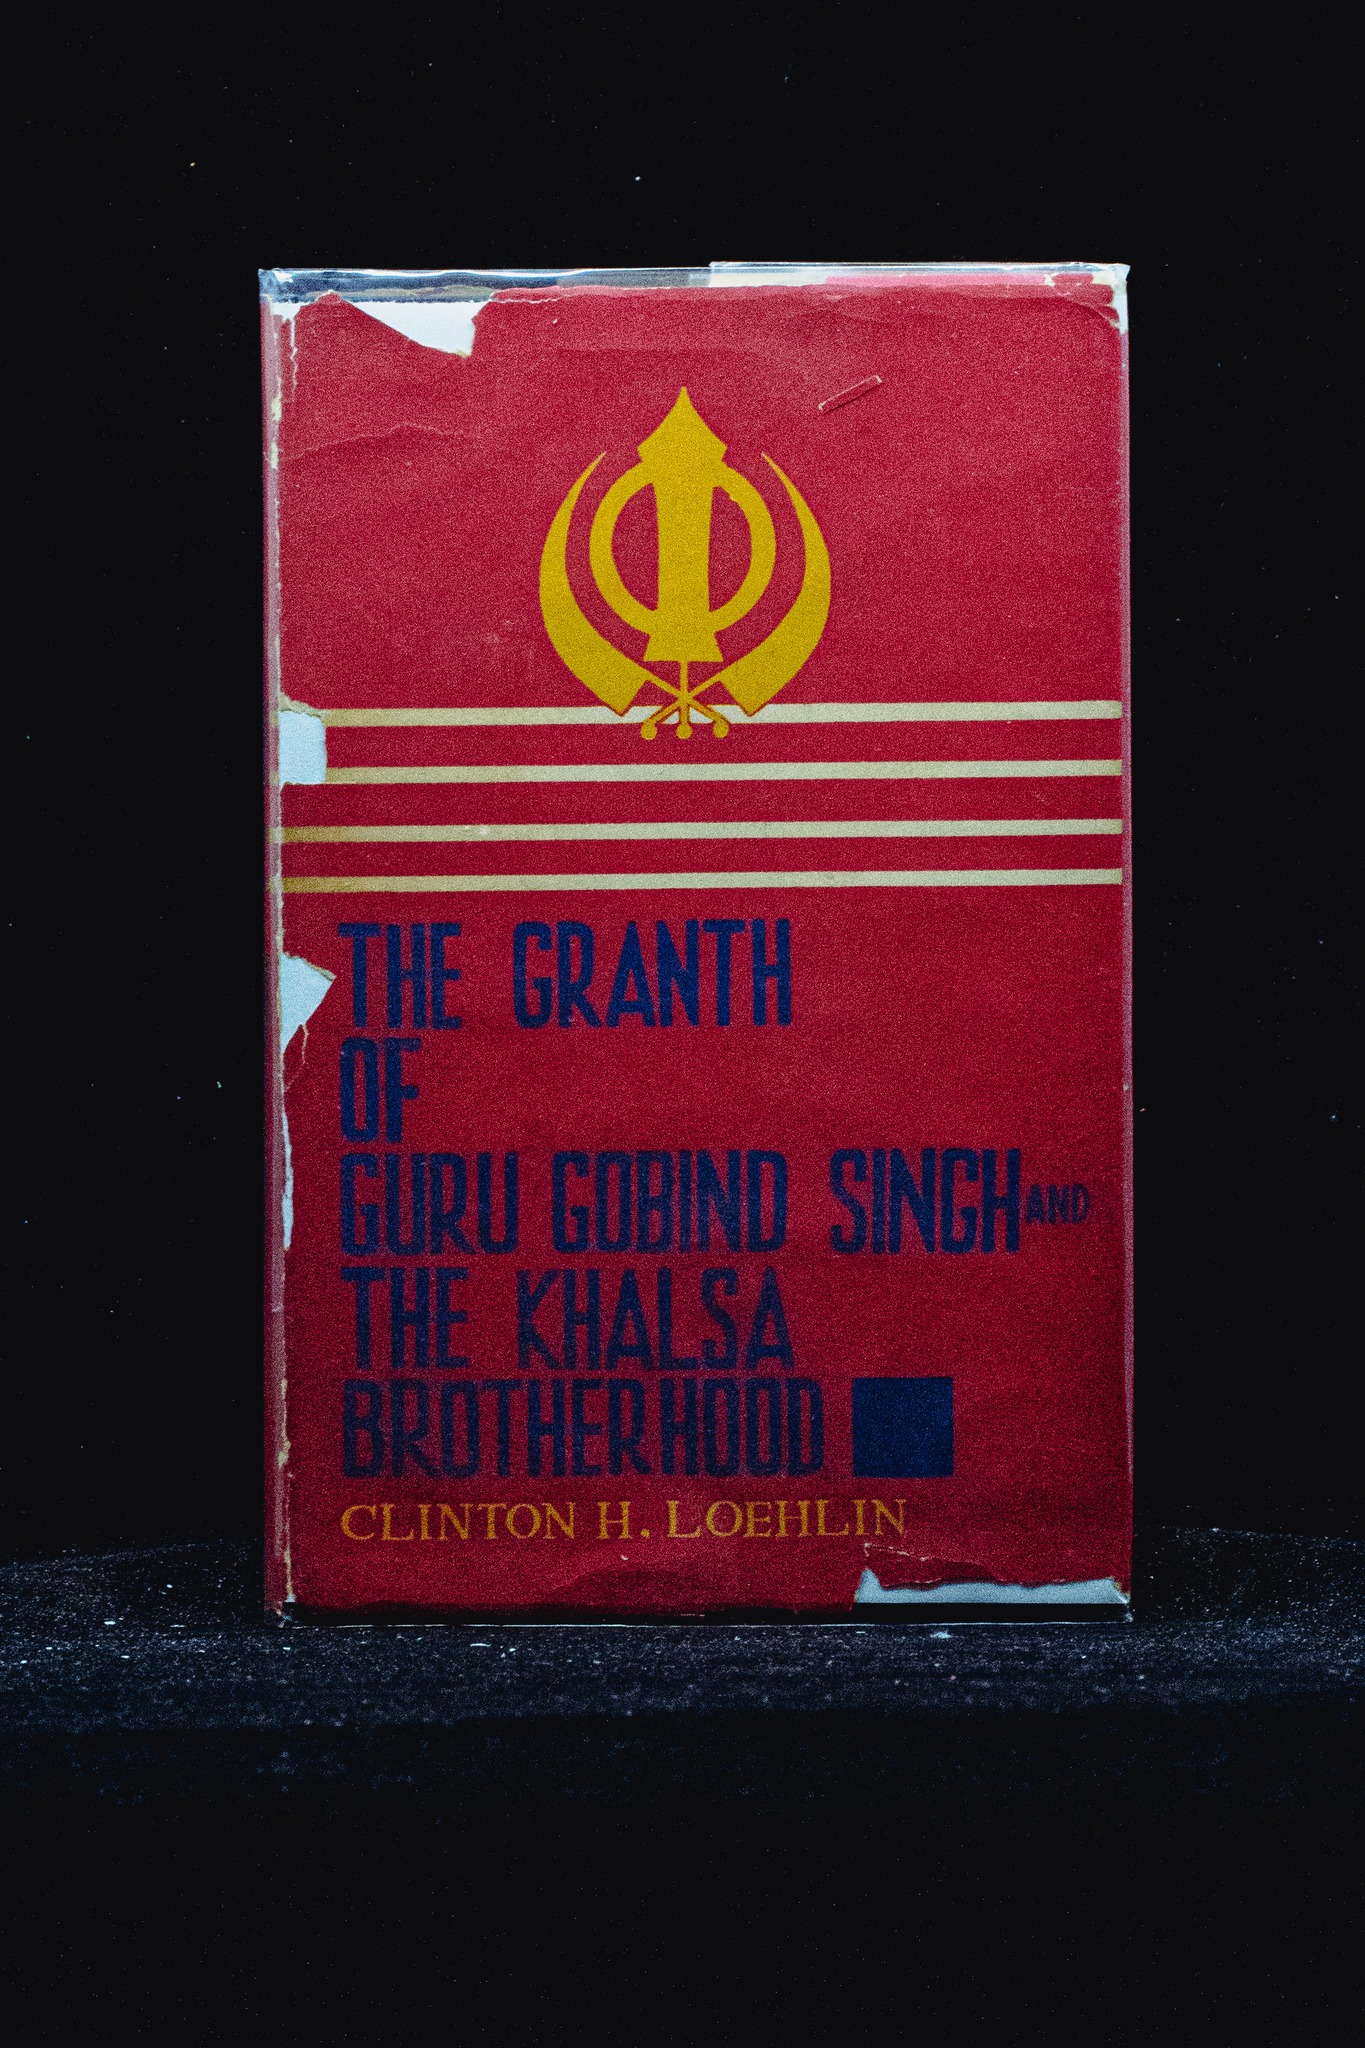 THE GRANTH
OF
GURU GOBIND SINGH AND
THE KHALSA
BROTHERHOOD
CLINTON H. LOEHLIN